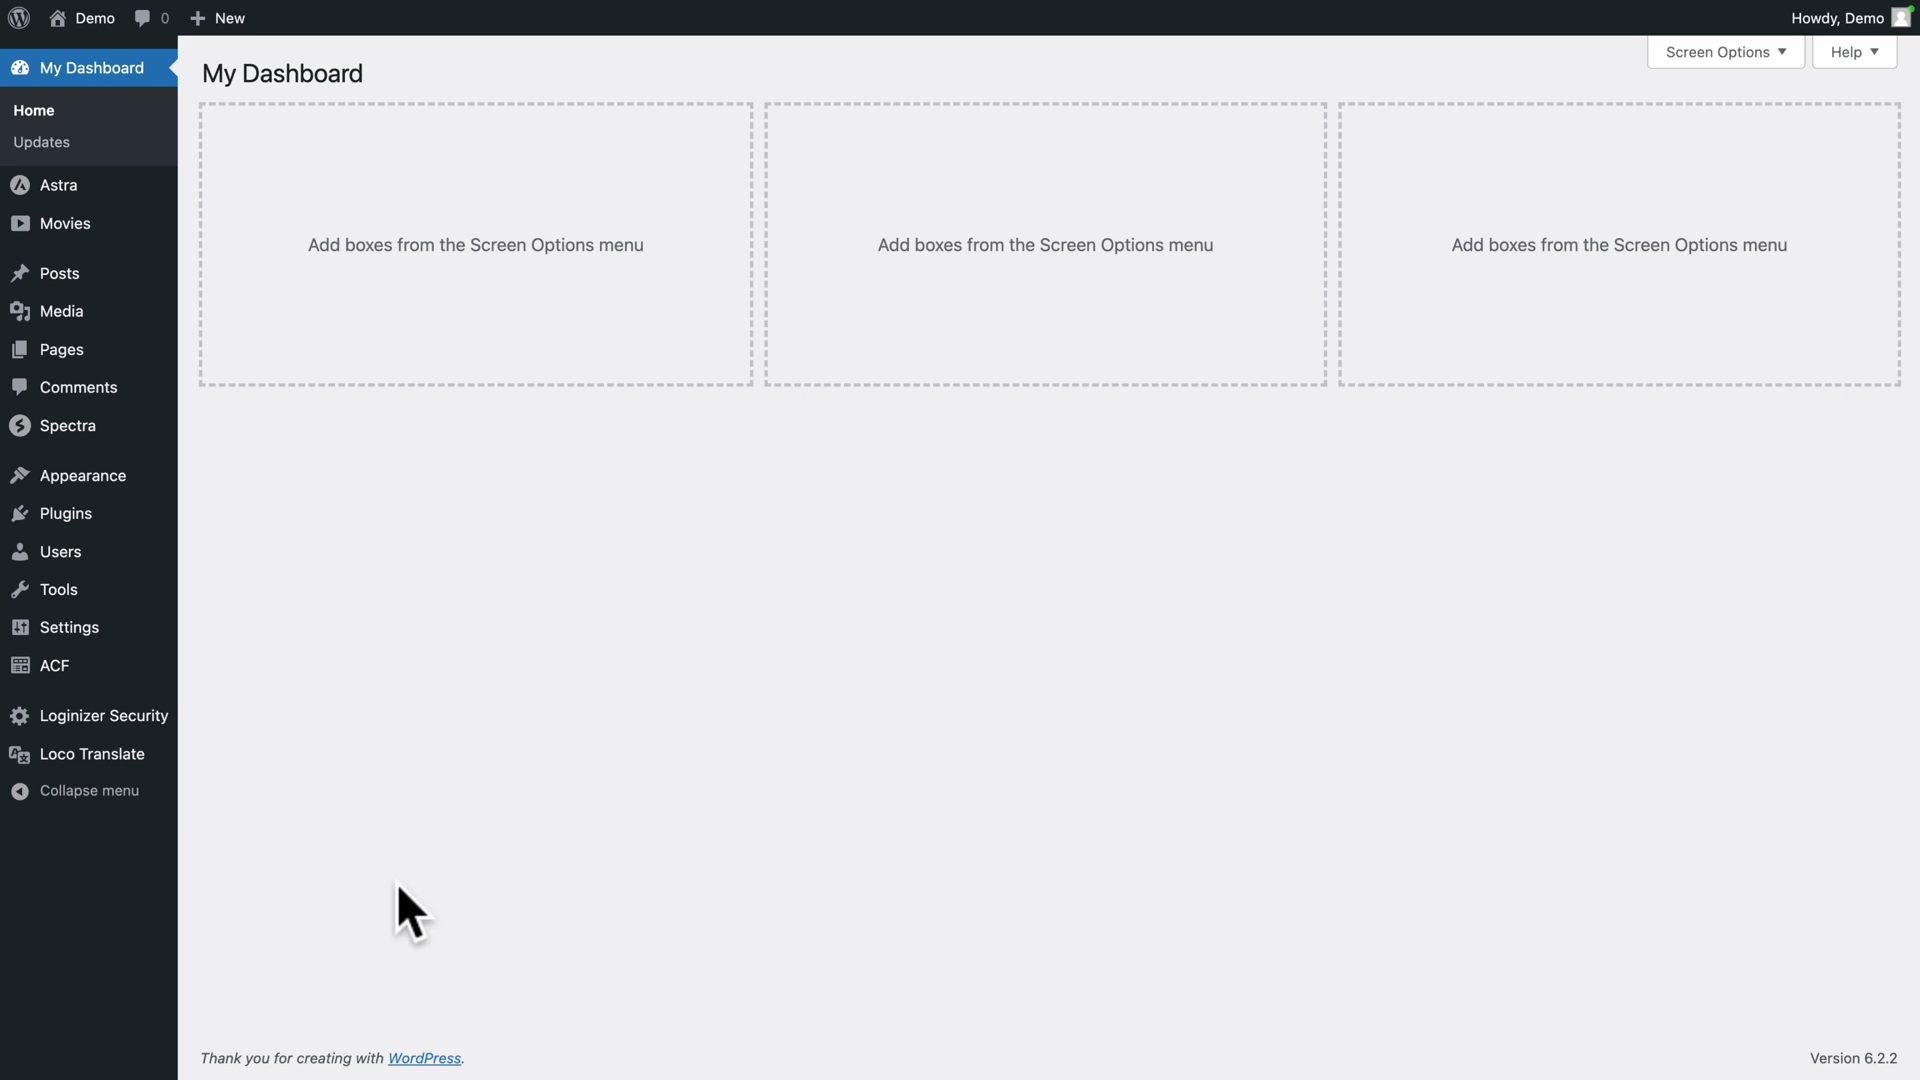 Demo
0
New
Howdy, Demo
My Dashboard
Home
Updates
Astra
Movies
Posts
Media
Pages
Comments
Spectra
Appearance
Plugins
Users
Tools
Settings
ACF
Loginizer Security
Loco Translate
Collapse menu
Screen Options
Help
My Dashboard
Add boxes from the Screen Options menu
Add boxes from the Screen Options menu
Add boxes from the Screen Options menu
Thank you for creating with WordPress.
Version 6.2.2